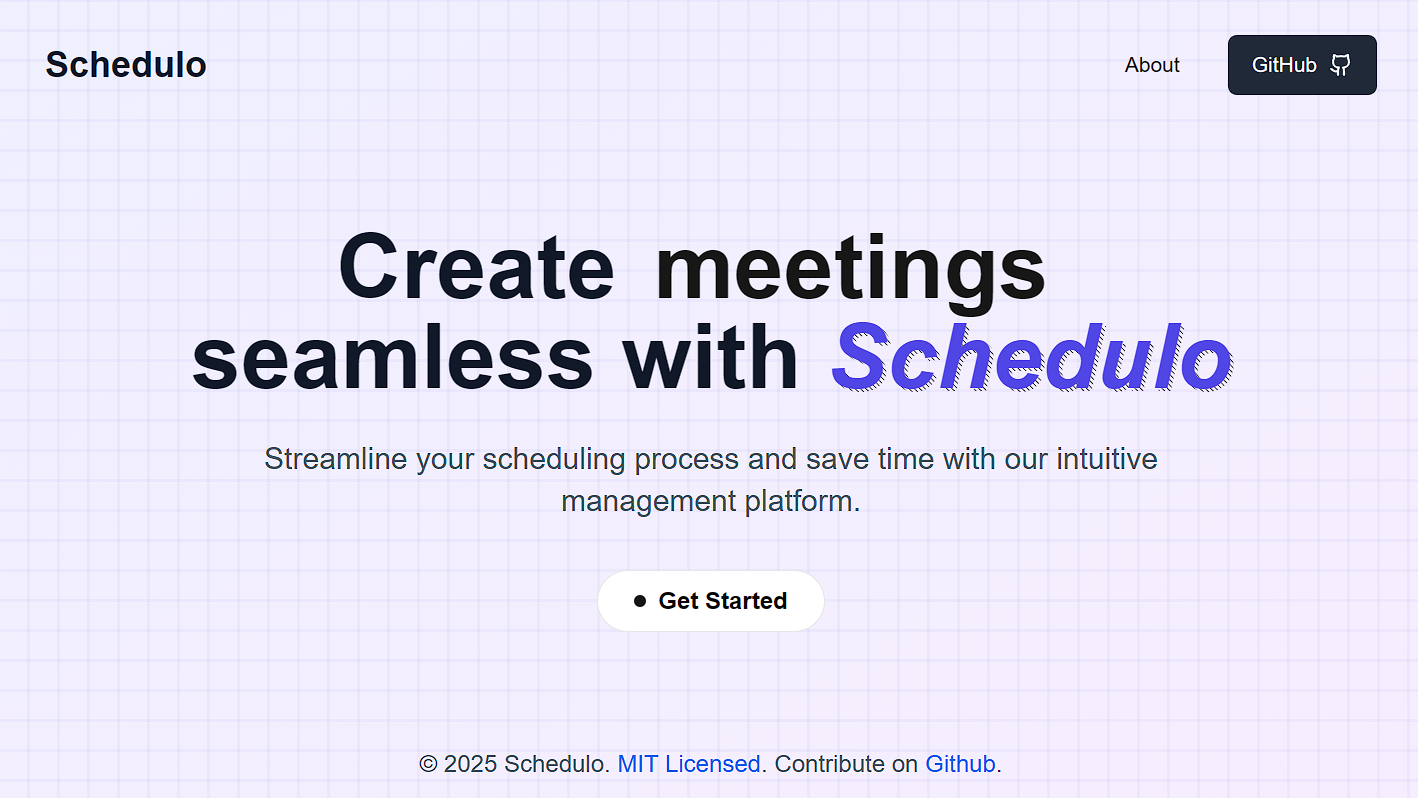 Schedulo
About
GitHub
Create meetings
seamless with Schedulo
Streamline your scheduling process and save time with our intuitive
management platform.
Get Started
© 2025 Schedulo. MIT Licensed. Contribute on Github.